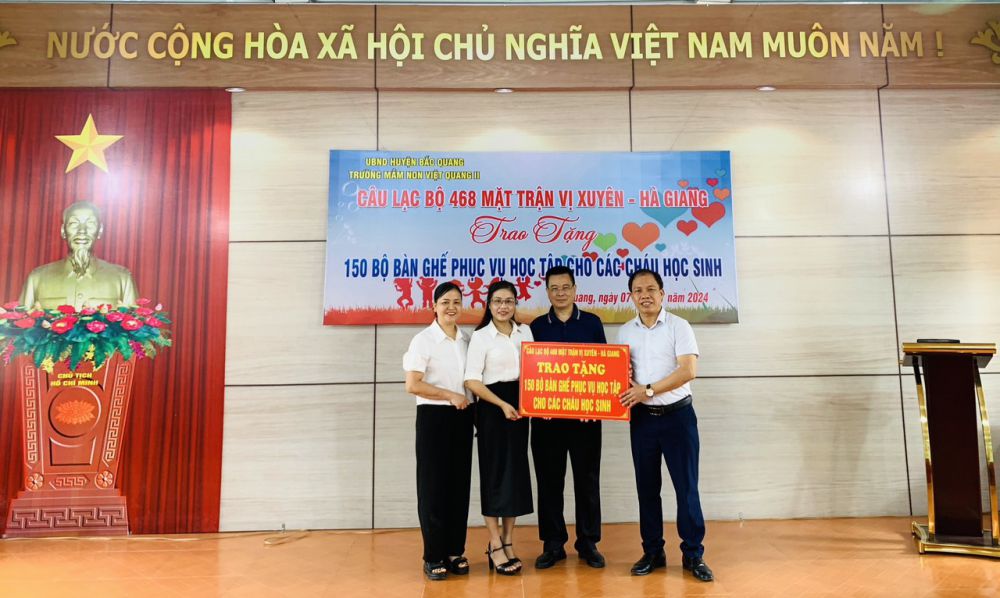 NƯỚC CỘNG HÒA XÃ HỘI CHỦ NGHĨA VIỆT NAM MUÔN NĂM !
UBND HUYỆN BẮC QUANG
TRƯỜNG MẦM NON VIỆT QUANG II
CÂU LẠC BỘ 468 MẶT TRẬN VỊ XUYÊN - HÀ GIANG
Trao Tặng
150 BỘ BÀN GHẾ PHỤC VỤ HỌC TẬP CHO CÁC CHÁU HỌC SINH
uang, ngày 07 năm 2024
CÂU LẠC BỘ 468 MẶT TRẬN VỊ XUYÊN - HÀ GIANG
TRAO TẶNG
150 BỘ BÀN GHẾ PHỤC VỤ HỌC TẬP
CHO CÁC CHÁU HỌC SINH
CHỦ TỊCH
HỒ CHÍ MINH